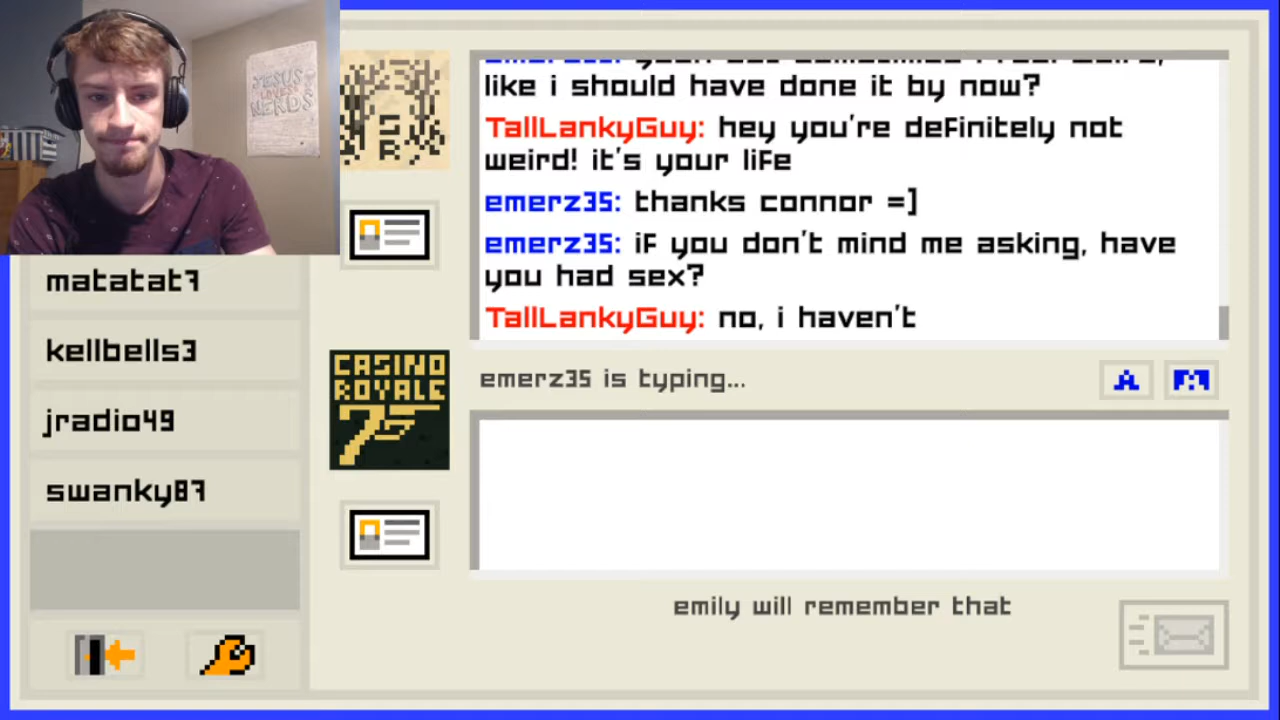 JESUS
LOVES
NERDS
like i should have done it by now?
TallLankyGuy: hey you're definitely not
weird! it's your life
emerz35: thanks connor =]
emerz35: if you don't mind me asking, have
you had sex?
TallLankyGuy: no, i haven't
matatat7
kellbells3
jradio49
swanky87
CASINO
ROYALE
7
emerz35 is typing...
A
emily will remember that